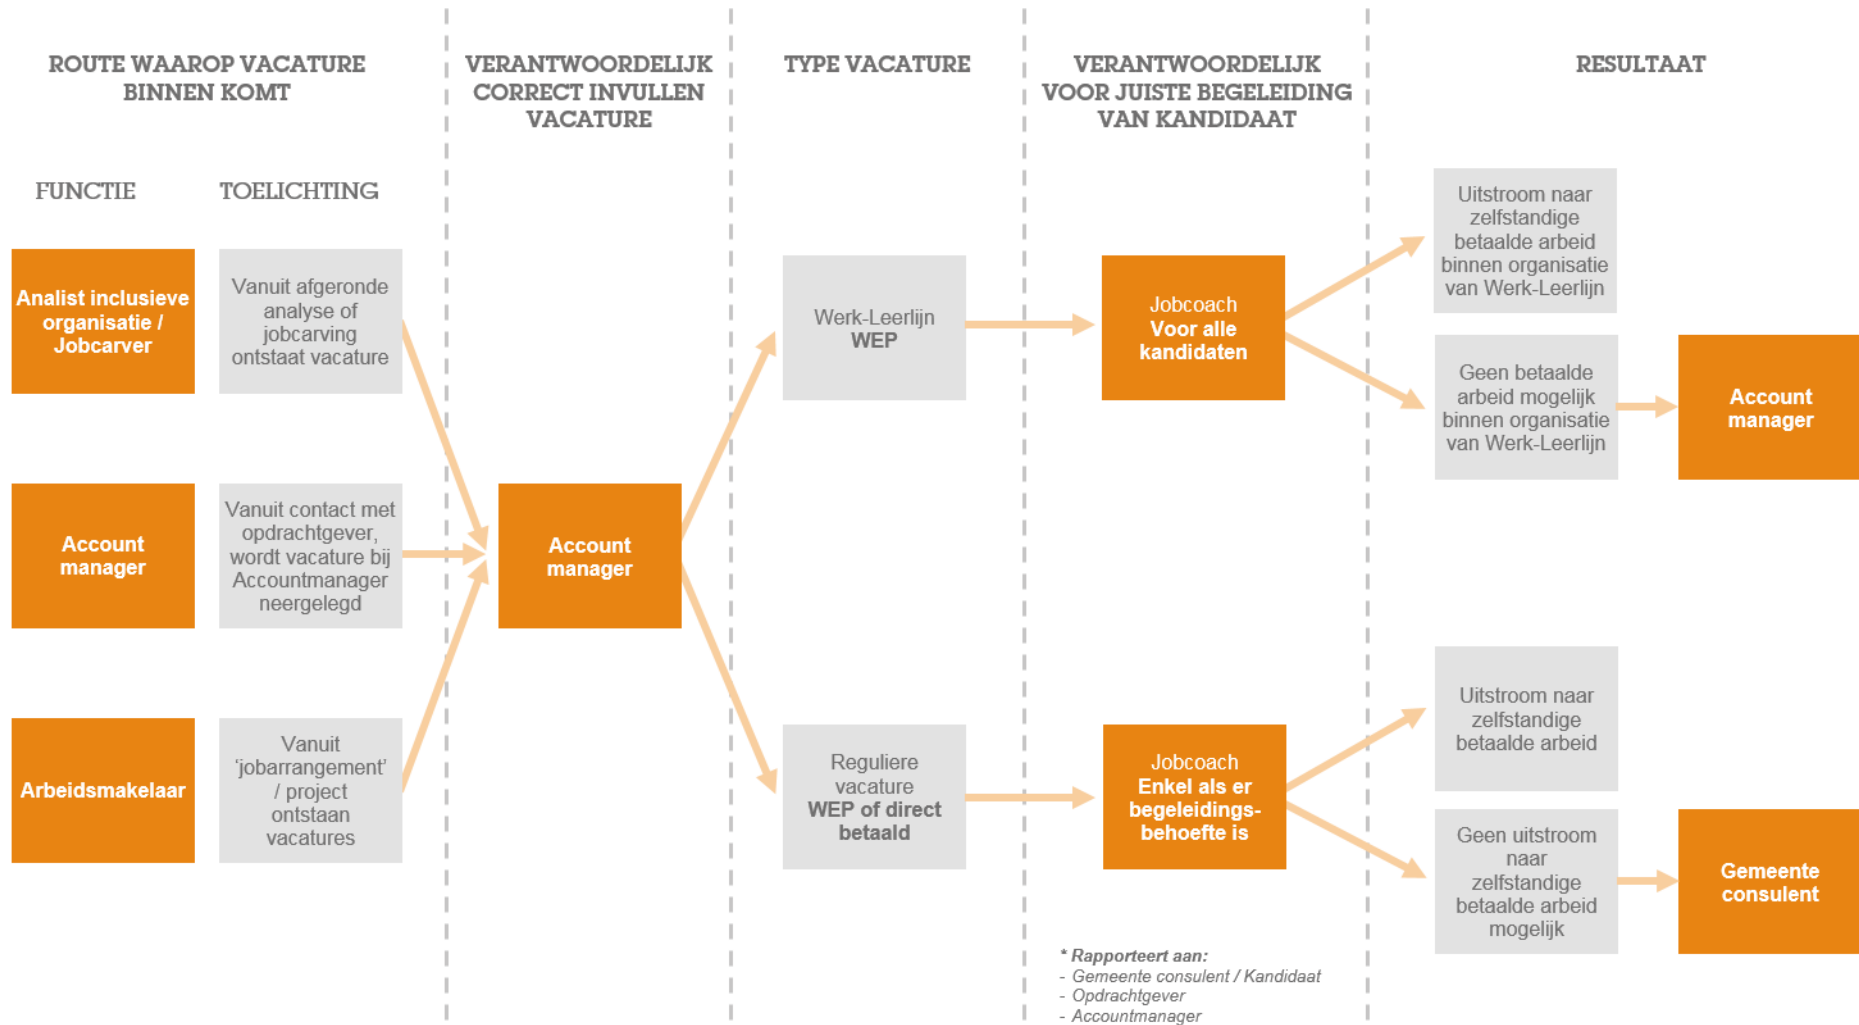 ROUTE WAAROP VACATURE
BINNEN KOMT
VERANTWOORDELIJK
CORRECT INVULLEN
VACATURE
TYPE VACATURE
VERANTWOORDELIJK
VOOR JUISTE BEGELEIDING
VAN KANDIDAAT
RESULTAAT
FUNCTIE
TOELICHTING
Analist inclusieve
organisatie /
Jobcarver
Vanuit afgeronde
analyse of
jobcarving
ontstaat vacature
Account
manager
Vanuit contact met
opdrachtgever,
wordt vacature bij
Accountmanager
neergelegd
Arbeidsmakelaar
Vanuit
‘jobarrangement’
/ project
ontstaan
vacatures
Account
manager
Werk-Leerlijn
WEP
Reguliere
vacature
WEP of direct
betaald
Jobcoach
Voor alle
kandidaten
Jobcoach
Enkel als er
begeleidings-
behoefte is
* Rapporteert aan:
- Gemeente consulent / Kandidaat
- Opdrachtgever
- Accountmanager
Uitstroom naar
zelfstandige
betaalde arbeid
binnen organisatie
van Werk-Leerlijn
Geen betaalde
arbeid mogelijk
binnen organisatie
van Werk-Leerlijn
Account
manager
Uitstroom naar
zelfstandige
betaalde arbeid
Geen uitstroom
naar
zelfstandige
betaalde arbeid
mogelijk
Gemeente
consulent